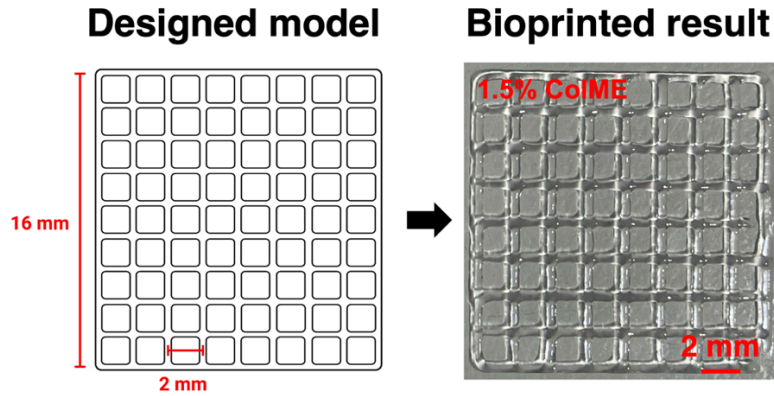 Designed model
Bioprinted result
16 mm
2 mm
1.5% ColME
2 mm